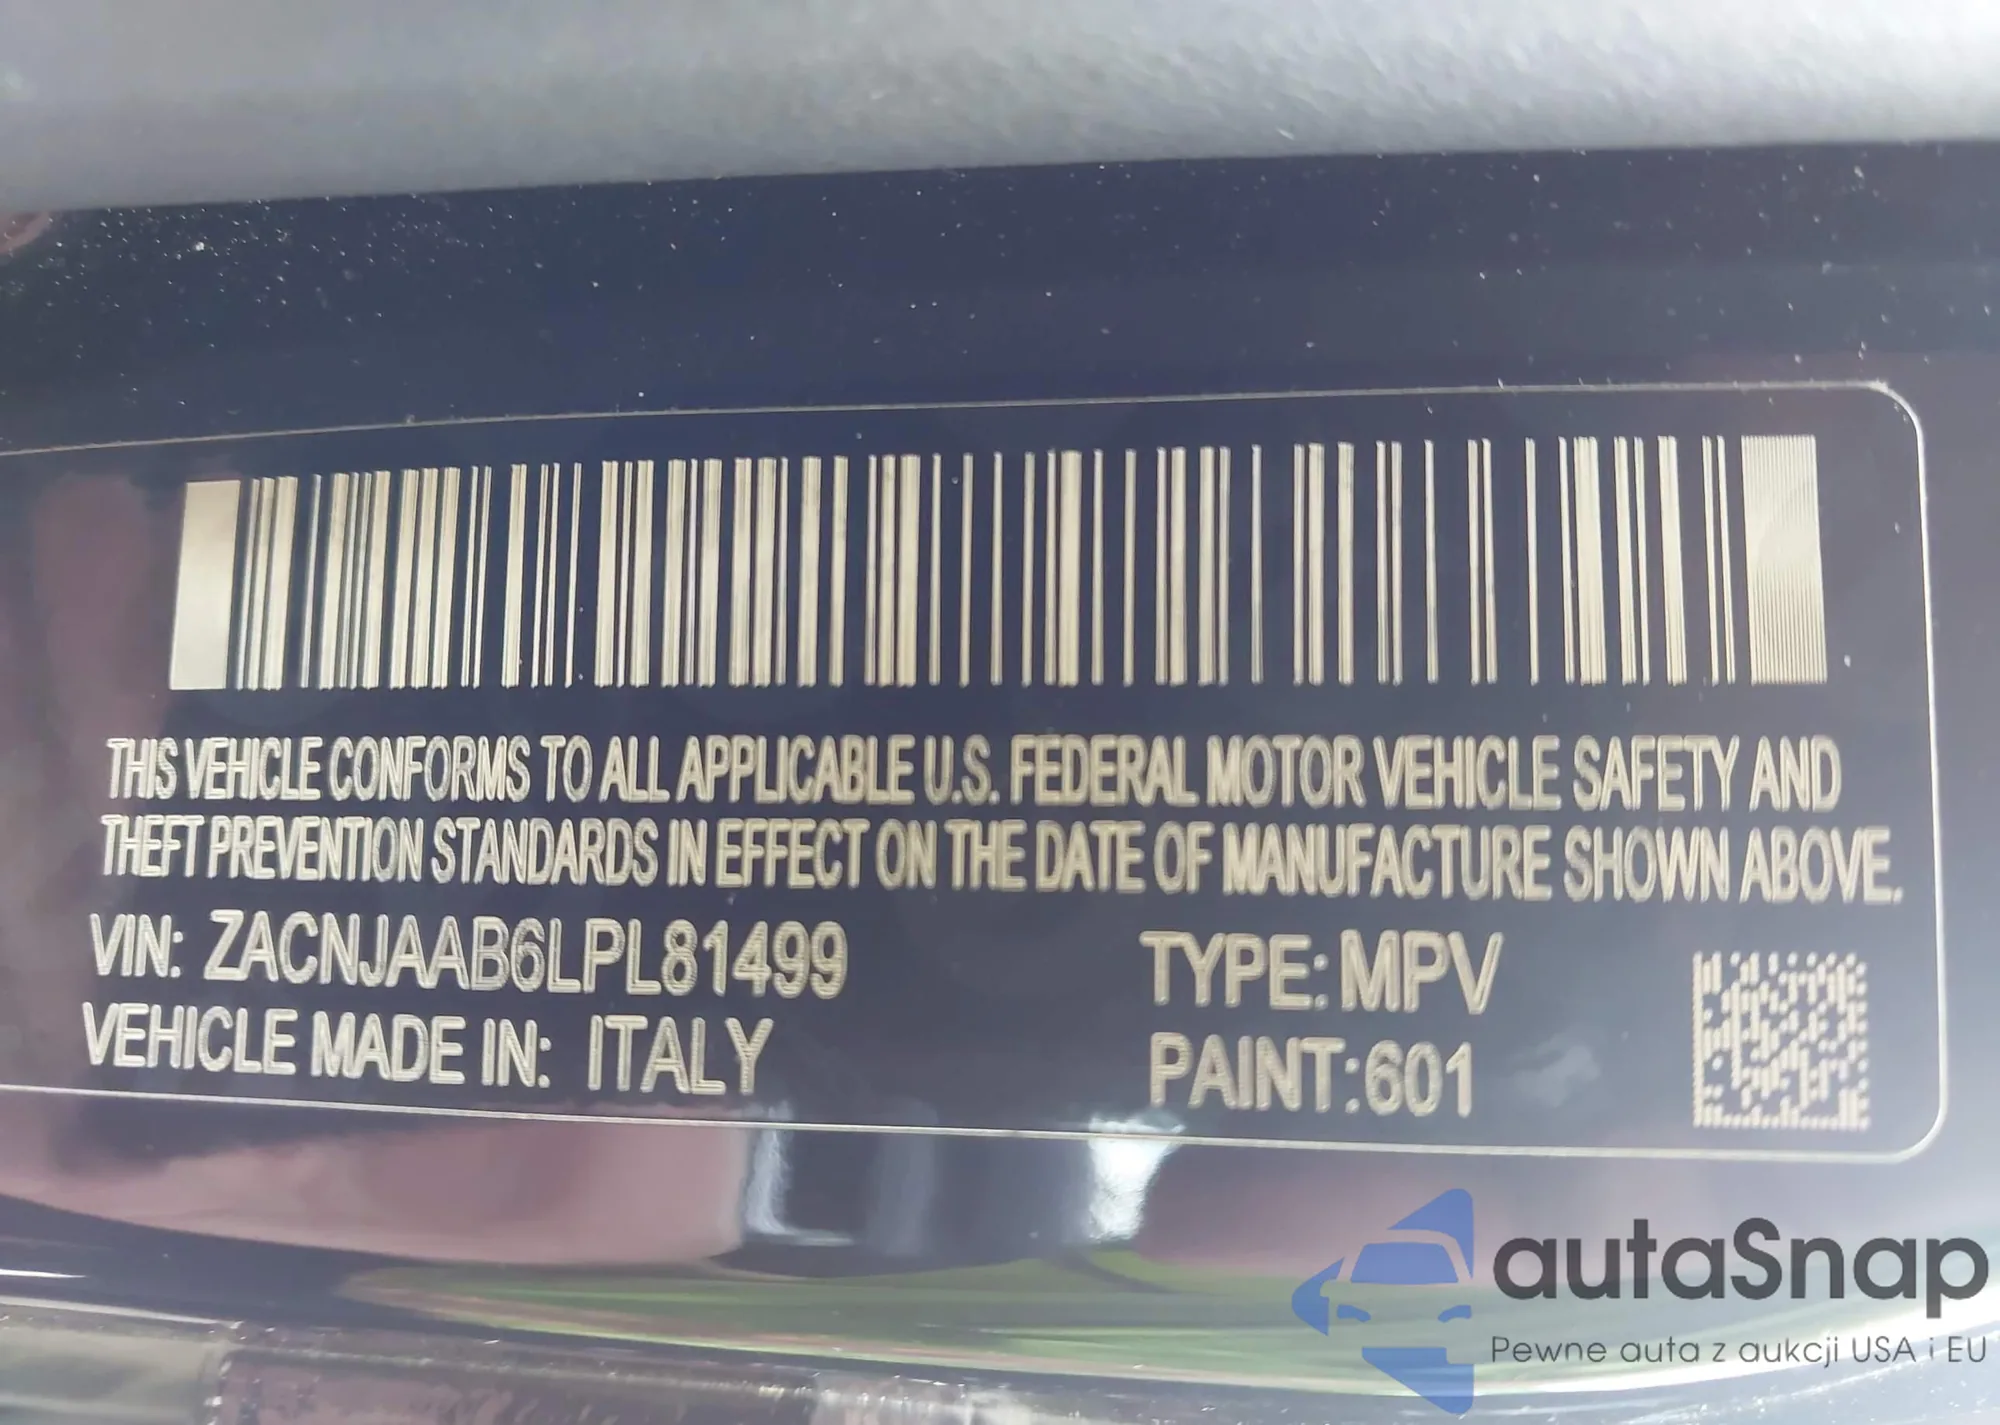 THIS VEHICLE CONFORMS TO ALL APPLICABLE U.S. FEDERAL MOTOR VEHICLE SAFETY AND
THEFT PREVENTION STANDARDS IN EFFECT ON THE DATE OF MANUFACTURE SHOWN ABOVE.
VIN: ZACNJAAB6LPL81499 TYPE: MPV
VEHICLE MADE IN: ITALY PAINT:601
autaSnap
Pewne auta z aukcji USA i EU